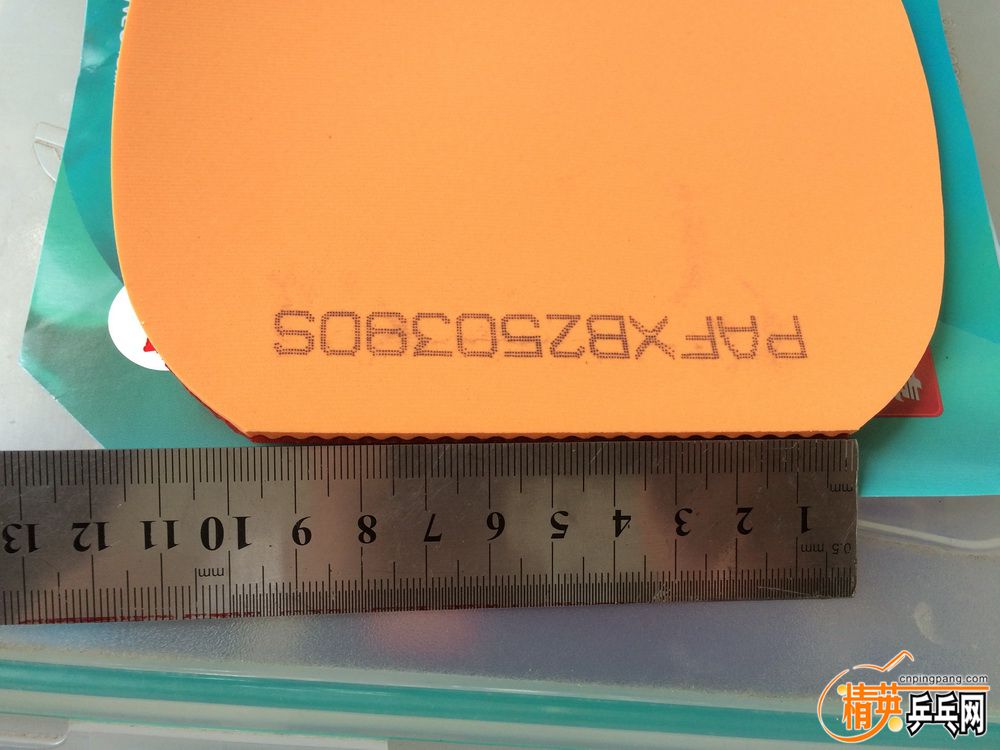 PAFXB250390S
mm
1 2 3 4 5 6 7 8 9 10 11 12 13
0.5 mm
mm
cnpingpang.com
精英乒乓网